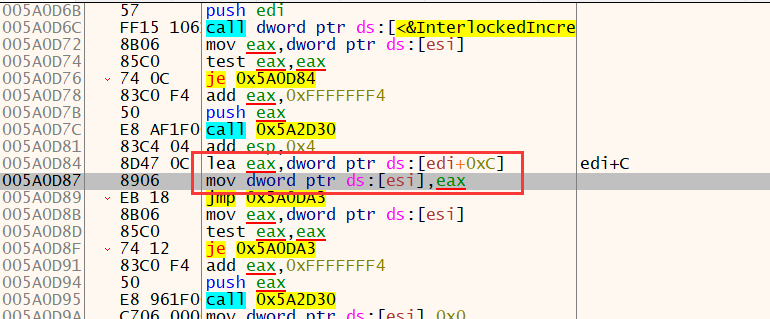 005A0D6B 57 push edi
005A0D6C FF15 106 call dword ptr ds:[<&InterlockedIncre
005A0D72 8B06 mov eax,dword ptr ds:[esi]
005A0D74 85C0 test eax,eax
005A0D76 74 0C je 0x5A0D84
005A0D78 83C0 F4 add eax,0xFFFFFFF4
005A0D7B 50 push eax
005A0D7C E8 AF1F0 call 0x5A2D30
005A0D81 83C4 04 add esp,0x4
005A0D84 8D47 0C lea eax,dword ptr ds:[edi+0xC] edi+C
005A0D87 8906 mov dword ptr ds:[esi],eax
005A0D89 EB 18 jmp 0x5A0DA3
005A0D8B 8B06 mov eax,dword ptr ds:[esi]
005A0D8D 85C0 test eax,eax
005A0D8F 74 12 je 0x5A0DA3
005A0D91 83C0 F4 add eax,0xFFFFFFF4
005A0D94 50 push eax
005A0D95 E8 961F0 call 0x5A2D30
005A0D9A C706 000 mov dword ptr ds:[esi],0x0